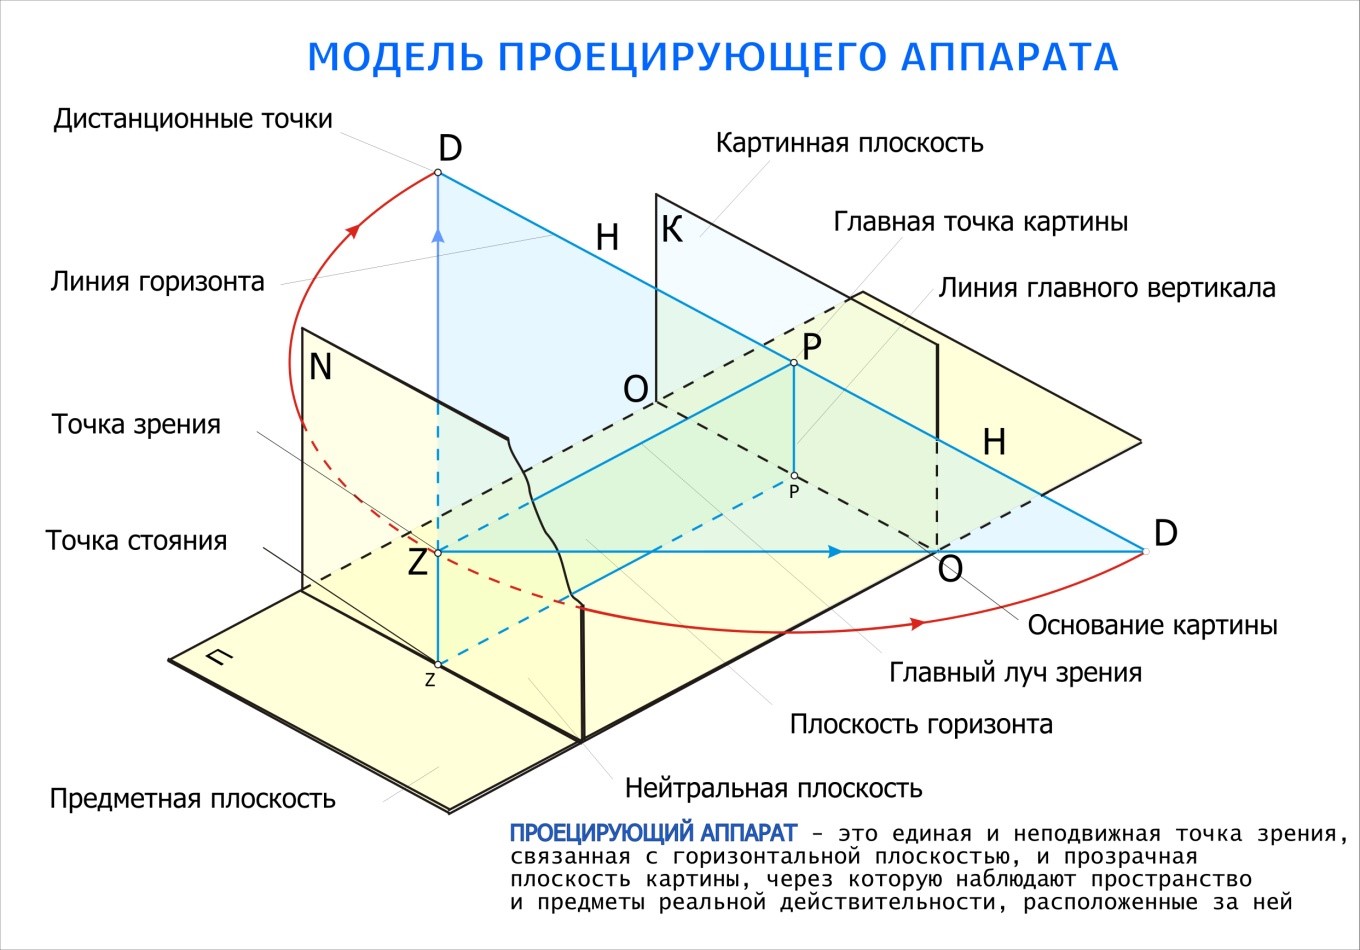 МОДЕЛЬ ПРОЕЦИРУЮЩЕГО АППАРАТА
Дистанционные точки
D
Картинная плоскость
К
Главная точка картины
Н
Линия горизонта
Линия главного вертикала
N
P
О
Точка зрения
Н
P
Точка стояния
Z
D
О
Основание картины
П
Z
Главный луч зрения
Плоскость горизонта
Предметная плоскость
Нейтральная плоскость
ПРОЕЦИРУЮЩИЙ АППАРАТ - это единая и неподвижная точка зрения,
связанная с горизонтальной плоскостью, и прозрачная
плоскость картины, через которую наблюдают пространство
и предметы реальной действительности, расположенные за ней